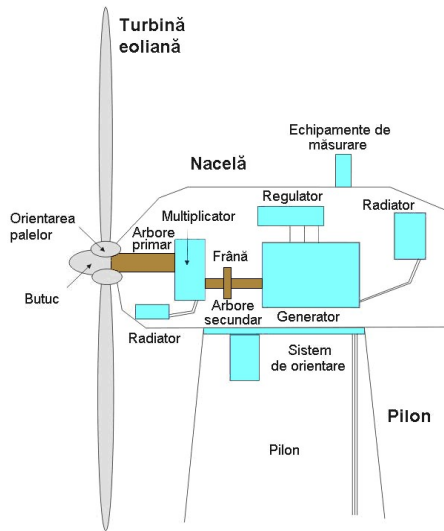 Turbină
eoliană
Echipamente de
măsurare
Nacelă
Regulator
Radiator
Orientarea
palelor
Multiplicator
Arbore
primar
Frână
Butuc
Arbore
secundar
Generator
Radiator
Sistem
de orientare
Pilon
Pilon